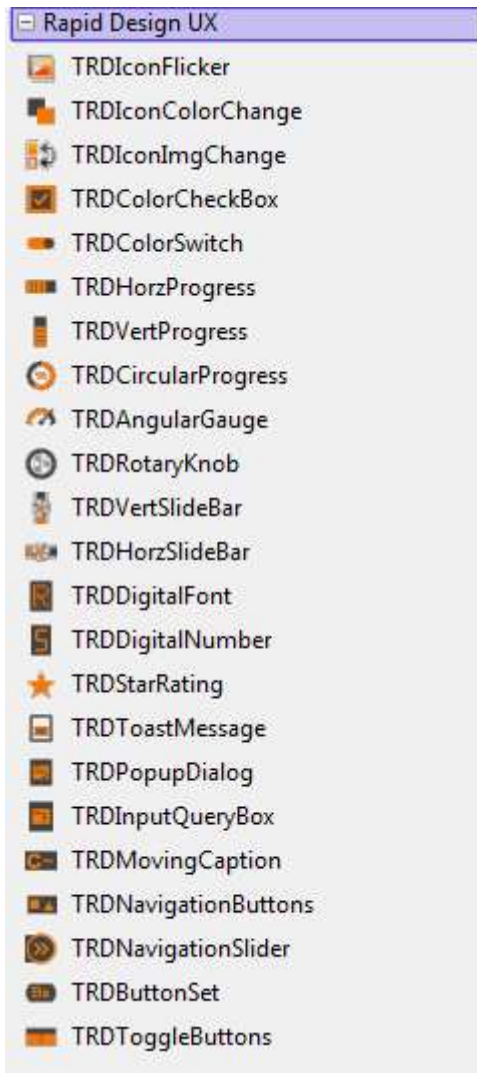 Rapid Design UX
TRDIconFlicker
TRDIconColorChange
TRDIconImgChange
TRDColorCheckBox
TRDColorSwitch
TRDHorzProgress
TRDVertProgress
TRDCircularProgress
TRDAngularGauge
TRDRotaryKnob
TRDVertSlideBar
TRDHorzSlideBar
TRDDigitalFont
TRDDigitalNumber
TRDStarRating
TRDToastMessage
TRDPopupDialog
TRDInputQueryBox
TRDMovingCaption
TRDNavigationButtons
TRDNavigationSlider
TRDButtonSet
TRDToggleButtons